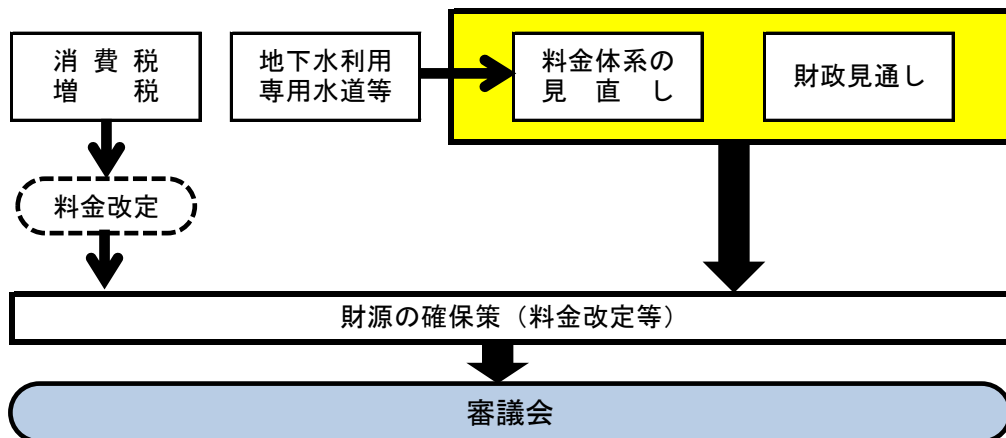 消費税
増税
地下水利用
専用水道等
料金体系の
見直し
財政見通し
料金改定
財源の確保策（料金改定等）
審議会